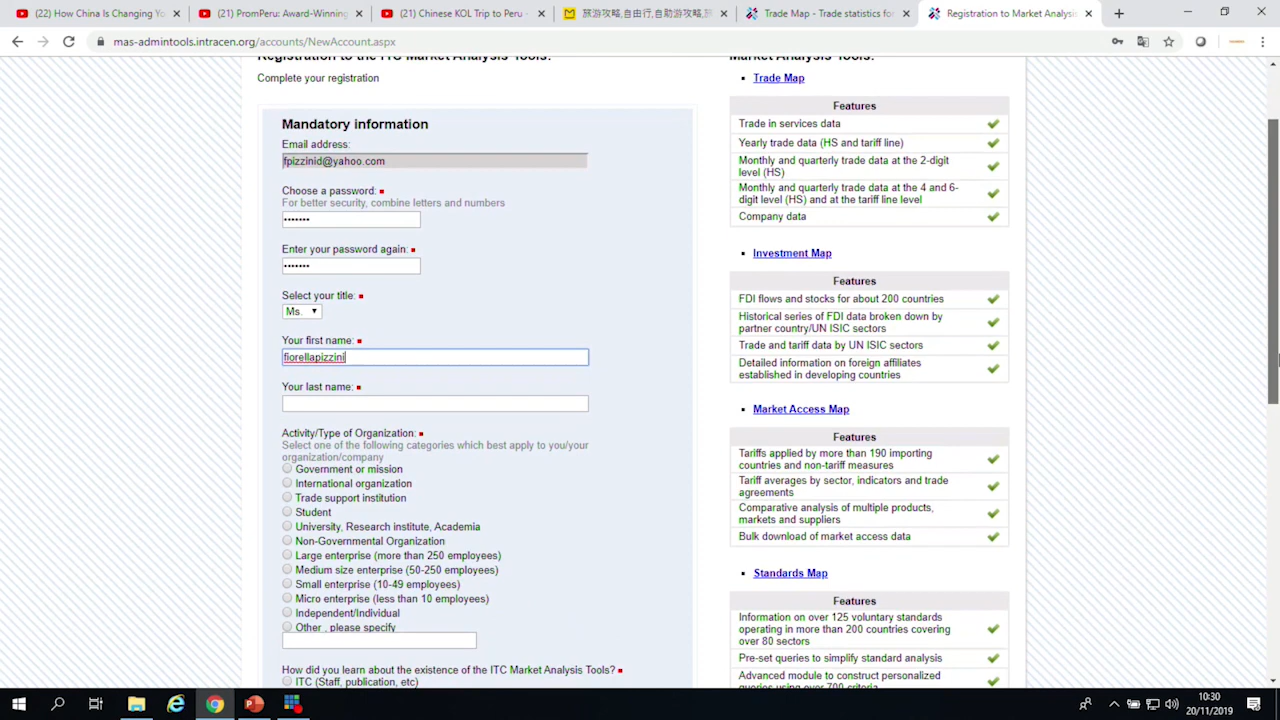 (21) How China Is Changing Yo
(21) PromPeru: Award-Winning
(21) Chinese KOL Trip to Peru -
旅游攻略,自由行,自助游攻略,旅
Trade Map - Trade statistics for
Registration to Market Analysis
mas-admintools.intracen.org/accounts/NewAccount.aspx
Registration to the ITC Market Analysis Tools:
Complete your registration
Mandatory information
Email address:
fpizzinid@yahoo.com
Choose a password:
For better security, combine letters and numbers
•••••••
Enter your password again:
•••••••
Select your title:
Ms.
Your first name:
fiorellapizzini
Your last name:
Activity/Type of Organization:
Select one of the following categories which best apply to you/your
organization/company
Government or mission
International organization
Trade support institution
Student
University, Research institute, Academia
Non-Governmental Organization
Large enterprise (more than 250 employees)
Medium size enterprise (50-250 employees)
Small enterprise (10-49 employees)
Micro enterprise (less than 10 employees)
Independent/Individual
Other , please specify
How did you learn about the existence of the ITC Market Analysis Tools?
ITC (Staff, publication, etc)
Market Analysis Tools:
Trade Map
Features
Trade in services data
Yearly trade data (HS and tariff line)
Monthly and quarterly trade data at the 2-digit
level (HS)
Monthly and quarterly trade data at the 4 and 6-
digit level (HS) and at the tariff line level
Company data
Investment Map
Features
FDI flows and stocks for about 200 countries
Historical series of FDI data broken down by
partner country/UN ISIC sectors
Trade and tariff data by UN ISIC sectors
Detailed information on foreign affiliates
established in developing countries
Market Access Map
Features
Tariffs applied by more than 190 importing
countries and non-tariff measures
Tariff averages by sector, indicators and trade
agreements
Comparative analysis of multiple products,
markets and suppliers
Bulk download of market access data
Standards Map
Features
Information on over 125 voluntary standards
operating in more than 200 countries covering
over 80 sectors
Pre-set queries to simplify standard analysis
Advanced module to construct personalized
queries using over 700 criteria
10:30
20/11/2019